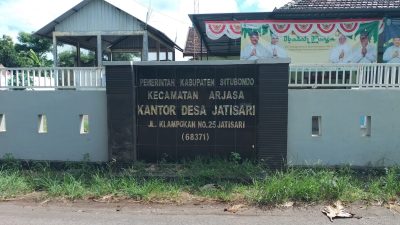 PEMERINTAH KABUPATEN SITUBONDO
KECAMATAN ARJASA
KANTOR DESA JATISARI
JL. KLAMPOKAN NO. 25 JATISARI
(68371)